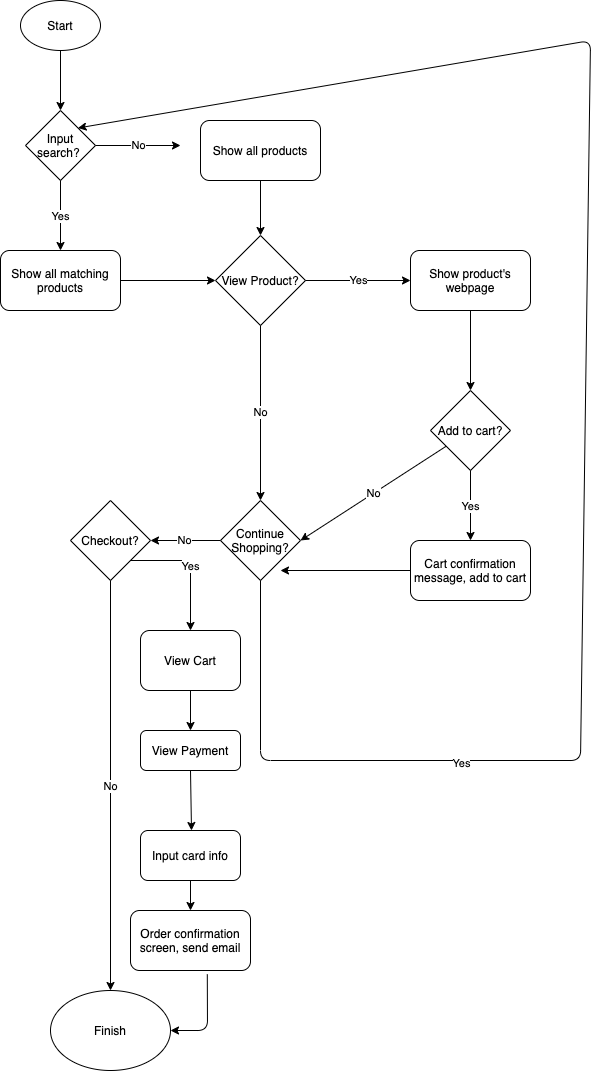 Start
Input
search?
No
Show all products
Yes
Show all matching
products
View Product?
Yes
Show product's
webpage
No
Add to cart?
No
Yes
Checkout?
No
Continue
Shopping?
Cart confirmation
message, add to cart
Yes
View Cart
View Payment
Yes
No
Input card info
Order confirmation
screen, send email
Finish